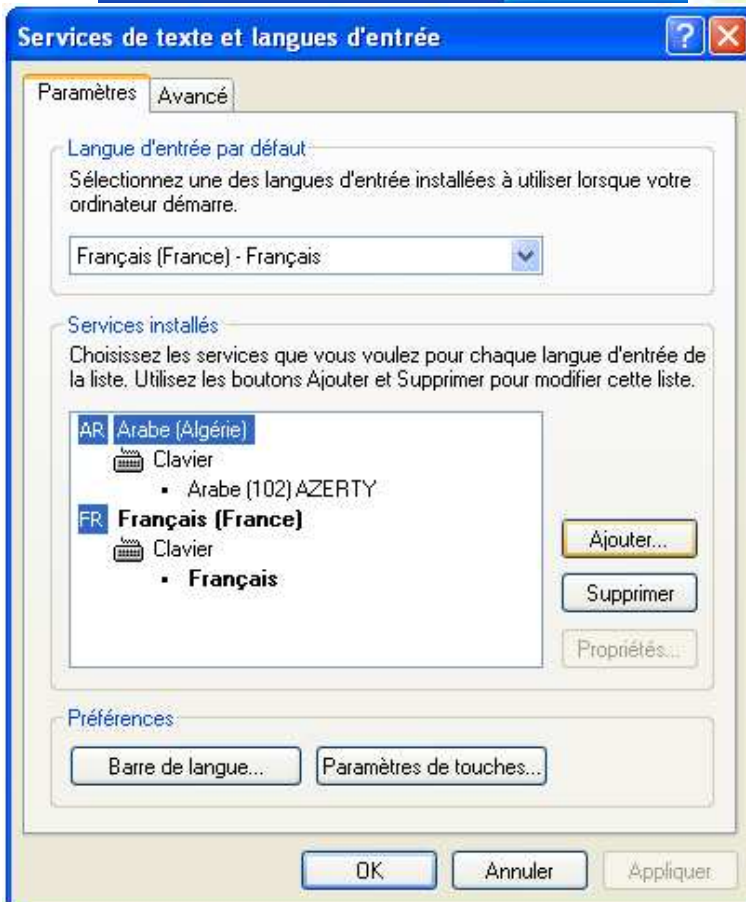 Services de texte et langues d'entrée
Paramètres
Avancé
Langue d'entrée par défaut
Sélectionnez une des langues d'entrée installées à utiliser lorsque votre
ordinateur démarre.
Français (France) - Français
Services installés
Choisissez les services que vous voulez pour chaque langue d'entrée de
la liste. Utilisez les boutons Ajouter et Supprimer pour modifier cette liste.
AR Arabe (Algérie)
Clavier
• Arabe (102) AZERTY
FR Français (France)
Clavier
• Français
Ajouter...
Supprimer
Propriétés...
Préférences
Barre de langue...
Paramètres de touches...
OK
Annuler
Appliquer